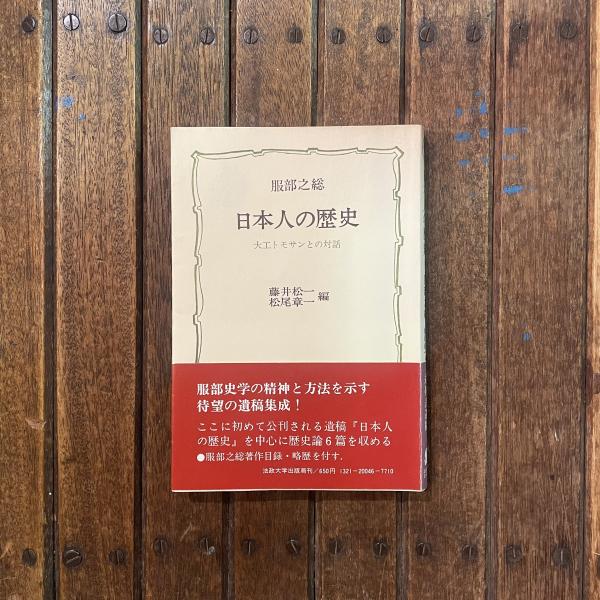 服部之総
日本人の歴史
大工トモサンとの対話
藤井松一
松尾章一 編
服部史学の精神と方法を示す
待望の遺稿集成！
ここに初めて公刊される遺稿『日本人
の歴史』を中心に歴史論6篇を収める
●服部之総著作目録・略歴を付す．
法政大学出版局刊／650円 1321−20046−7710